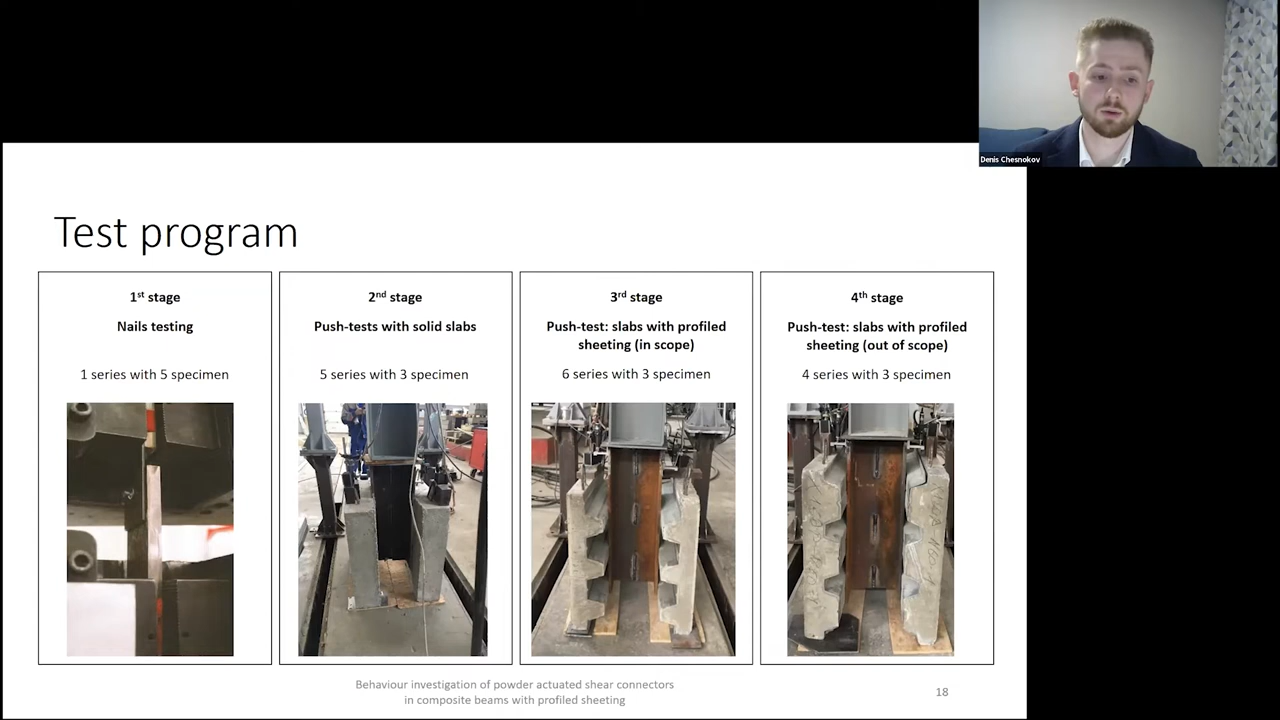 Denis Chesnokov
Test program
1st stage
Nails testing
1 series with 5 specimen
2nd stage
Push-tests with solid slabs
5 series with 3 specimen
3rd stage
Push-test: slabs with profiled
sheeting (in scope)
6 series with 3 specimen
4th stage
Push-test: slabs with profiled
sheeting (out of scope)
4 series with 3 specimen
Behaviour investigation of powder actuated shear connectors
in composite beams with profiled sheeting
18